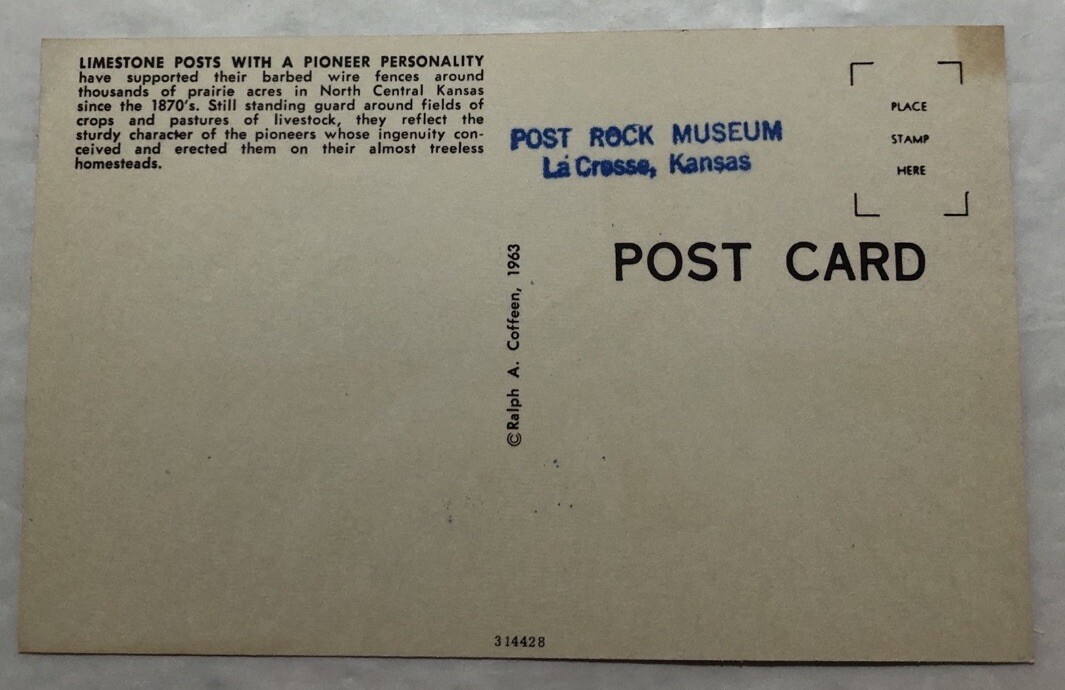 LIMESTONE POSTS WITH A PIONEER PERSONALITY
have supported their barbed wire fences around
thousands of prairie acres in North Central Kansas
since the 1870's. Still standing guard around fields of
crops and pastures of livestock, they reflect the
sturdy character of the pioneers whose ingenuity con-
ceived and erected them on their almost treeless
homesteads.
POST ROCK MUSEUM
La Crosse, Kansas
PLACE
STAMP
HERE
POST CARD
©Ralph A. Coffeen, 1963
314428